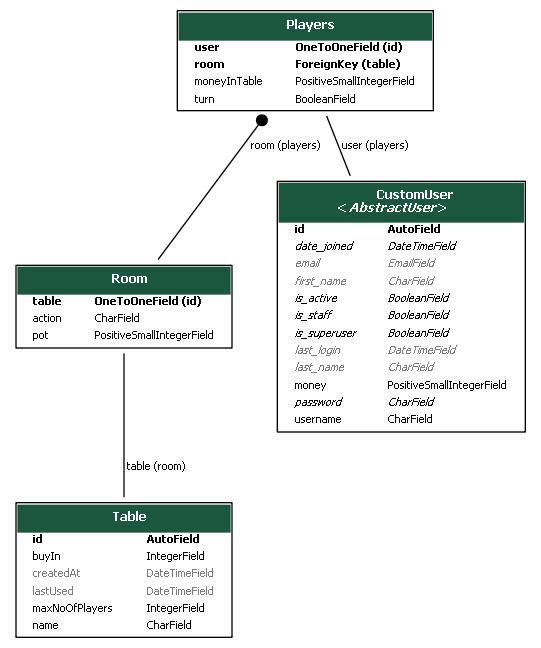 Players
user OneToOneField (id)
room ForeignKey (table)
moneyInTable PositiveSmallIntegerField
turn BooleanField
room (players)
user (players)
CustomUser
<AbstractUser>
id AutoField
date_joined DateTimeField
email EmailField
first_name CharField
is_active BooleanField
is_staff BooleanField
is_superuser BooleanField
last_login DateTimeField
last_name CharField
money PositiveSmallIntegerField
password CharField
username CharField
Room
table OneToOneField (id)
action CharField
pot PositiveSmallIntegerField
table (room)
Table
id AutoField
buyIn IntegerField
createdAt DateTimeField
lastUsed DateTimeField
maxNoOfPlayers IntegerField
name CharField